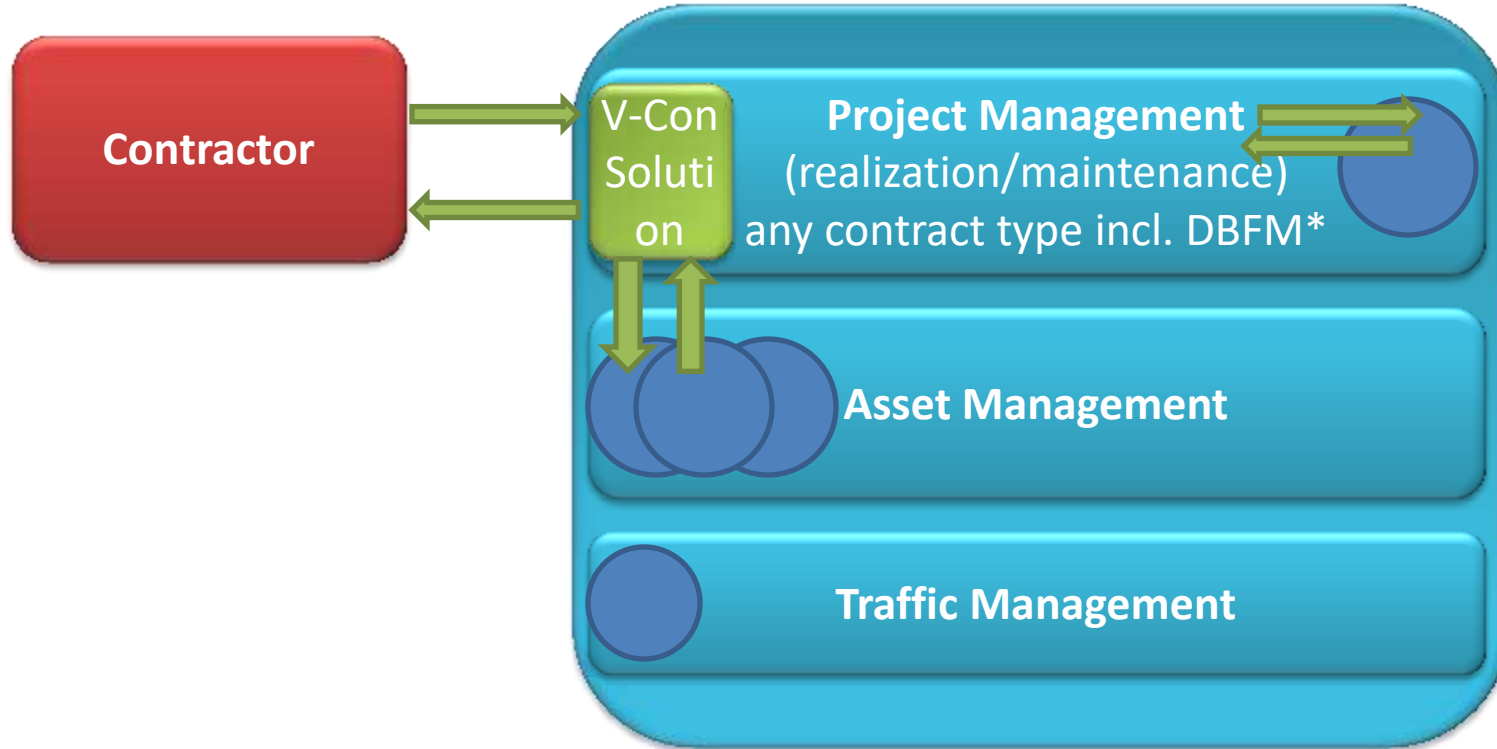 Contractor
V-Con
Soluti
on
Project Management
(realization/maintenance)
any contract type incl. DBFM*
Asset Management
Traffic Management